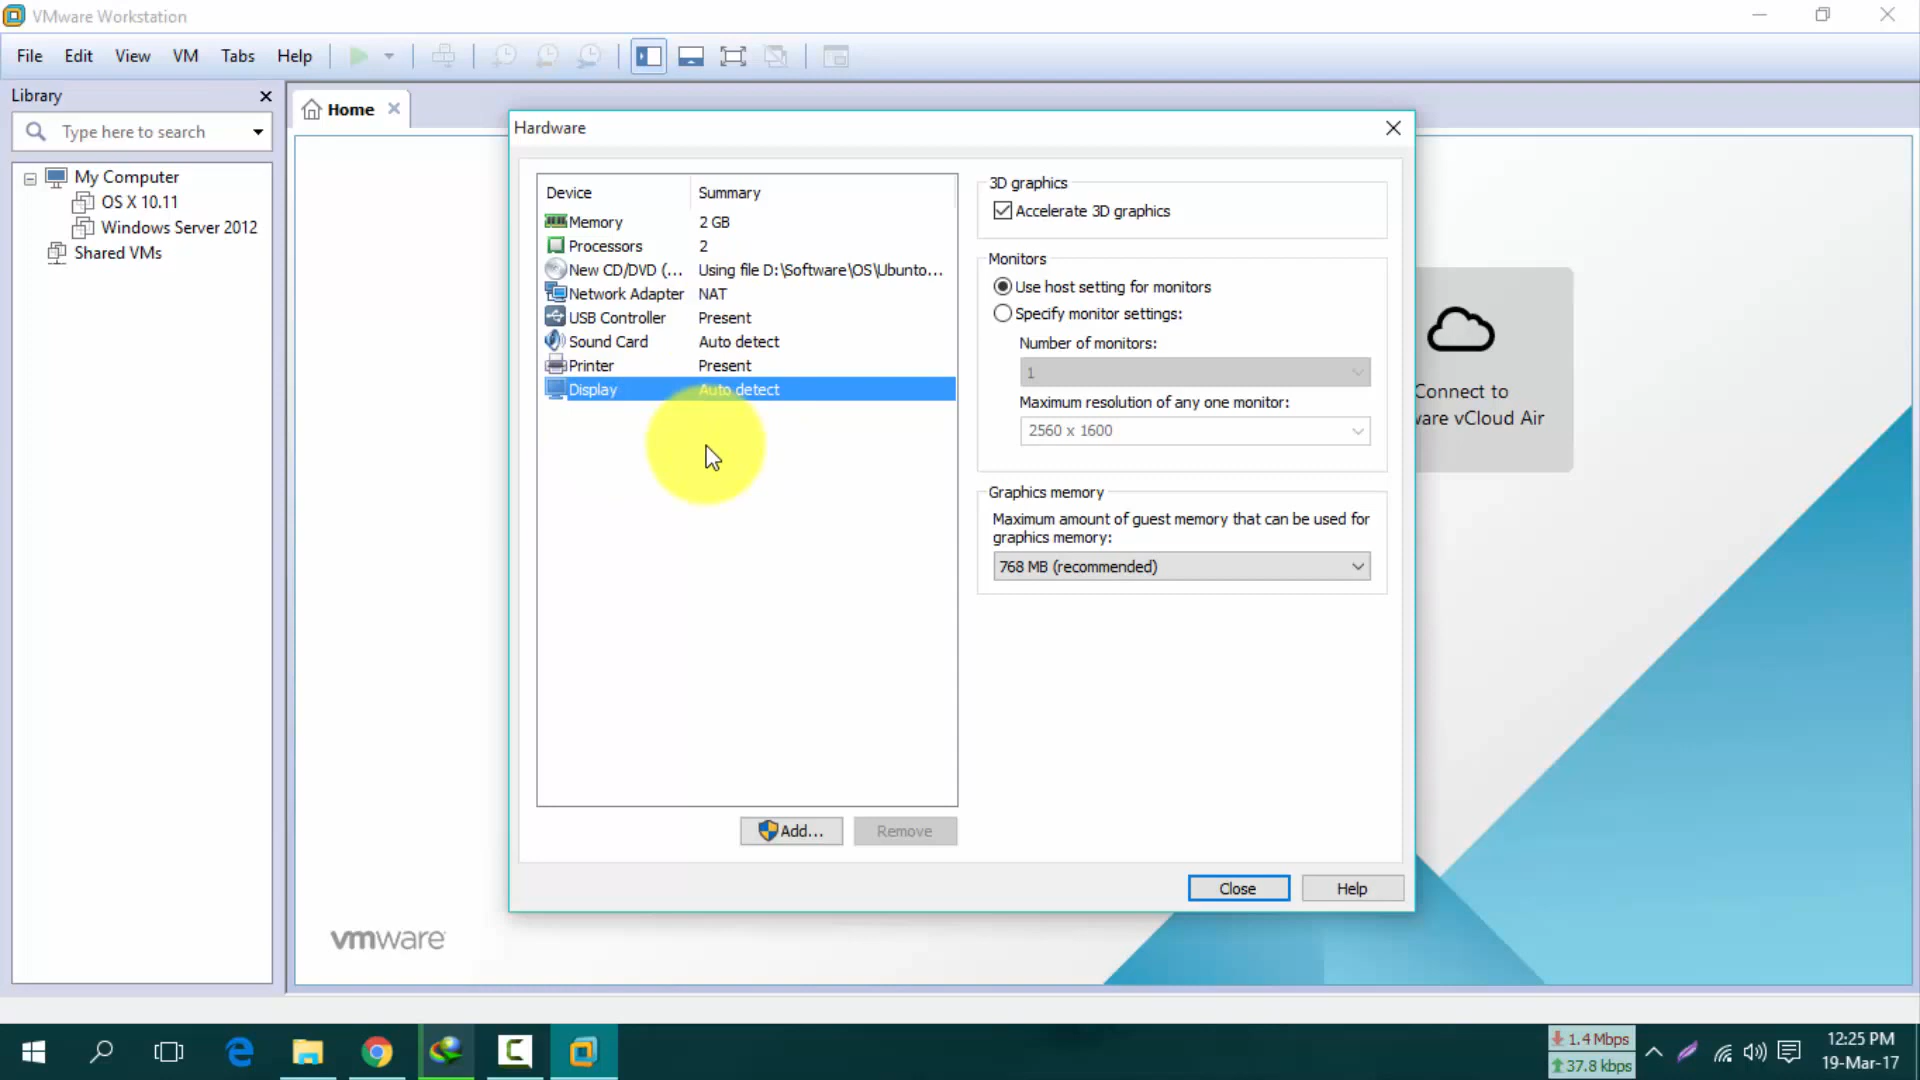 VMware Workstation
File Edit View VM Tabs Help
Library
Home
Type here to search
My Computer
OS X 10.11
Windows Server 2012
Shared VMs
Hardware
Device Summary
Memory 2 GB
Processors 2
New CD/DVD (... Using file D:\Software\OS\Ubunto...
Network Adapter NAT
USB Controller Present
Sound Card Auto detect
Printer Present
Display Auto detect
Add...
Remove
3D graphics
Accelerate 3D graphics
Monitors
Use host setting for monitors
Specify monitor settings:
Number of monitors:
1
Maximum resolution of any one monitor:
2560 x 1600
Graphics memory
Maximum amount of guest memory that can be used for
graphics memory:
768 MB (recommended)
Close
Help
Connect to
ware vCloud Air
vmware
1.4 Mbps
37.8 kbps
12:25 PM
19-Mar-17